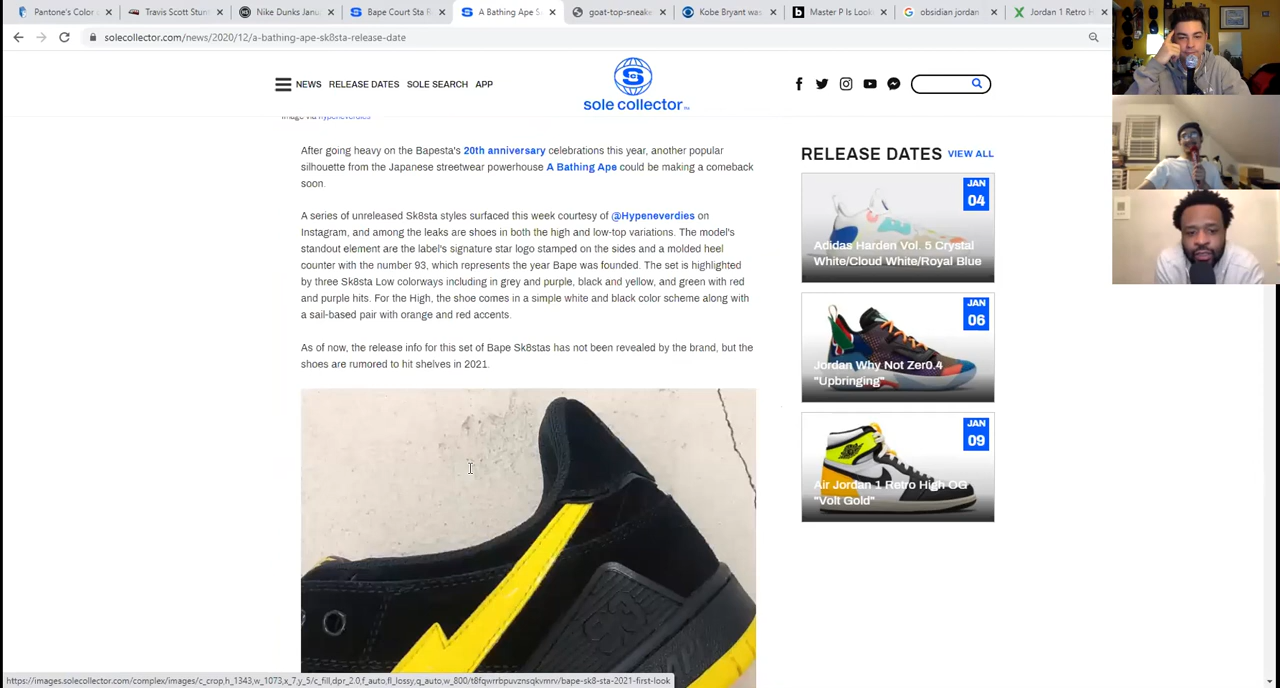 Pantone's Color
Travis Scott Stunt
Nike Dunks Janu
Bape Court Sta R
A Bathing Ape S
goat-top-sneake
Kobe Bryant was
Master P Is Look
obsidian jordan
Jordan 1 Retro H
solecollector.com/news/2020/12/a-bathing-ape-sk8sta-release-date
NEWS RELEASE DATES SOLE SEARCH APP
sole collector
Image via Hypeneverdies
After going heavy on the Bapesta's 20th anniversary celebrations this year, another popular
silhouette from the Japanese streetwear powerhouse A Bathing Ape could be making a comeback
soon.
A series of unreleased Sk8sta styles surfaced this week courtesy of @Hypeneverdies on
Instagram, and among the leaks are shoes in both the high and low-top variations. The model's
standout element are the label's signature star logo stamped on the sides and a molded heel
counter with the number 93, which represents the year Bape was founded. The set is highlighted
by three Sk8sta Low colorways including in grey and purple, black and yellow, and green with red
and purple hits. For the High, the shoe comes in a simple white and black color scheme along with
a sail-based pair with orange and red accents.
As of now, the release info for this set of Bape Sk8stas has not been revealed by the brand, but the
shoes are rumored to hit shelves in 2021.
93
RELEASE DATES VIEW ALL
JAN
04
Adidas Harden Vol. 5 Crystal
White/Cloud White/Royal Blue
JAN
06
Jordan Why Not Zer0.4
"Upbringing"
JAN
09
Air Jordan 1 Retro High OG
"Volt Gold"
https://images.solecollector.com/complex/images/c_crop,h_1343,w_1073,x_7,y_5/c_fill,dpr_2.0,f_auto,fl_lossy,q_auto,w_800/t8fqwrrbpuvznsqkvmrv/bape-sk8-sta-2021-first-look